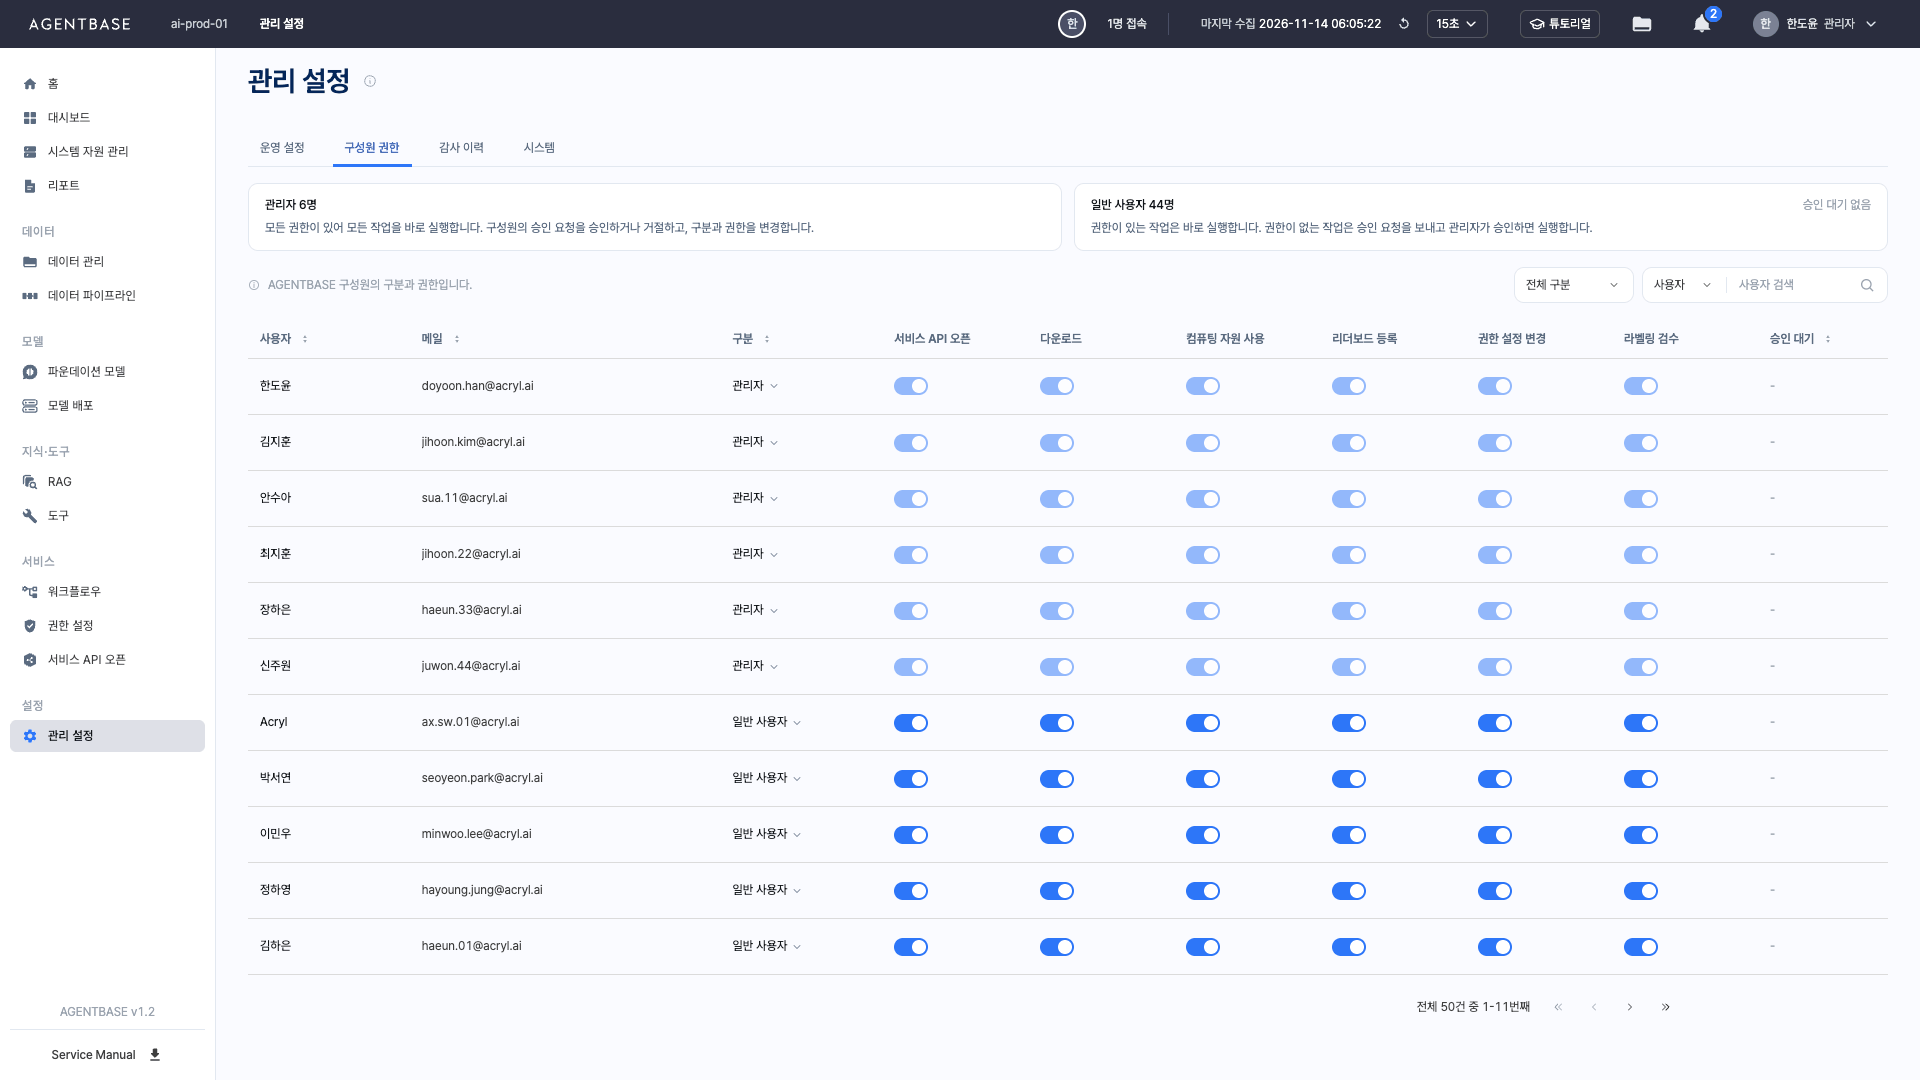 AGENTBASE
ai-prod-01
관리 설정
한
1명 접속
마지막 수집 2026-11-14 06:05:22
15초
튜토리얼
2
한
한도윤 관리자
홈
대시보드
시스템 자원 관리
리포트
데이터
데이터 관리
데이터 파이프라인
모델
파운데이션 모델
모델 배포
지식·도구
RAG
도구
서비스
워크플로우
권한 설정
서비스 API 오픈
설정
관리 설정
AGENTBASE v1.2
Service Manual
관리 설정
운영 설정
구성원 권한
감사 이력
시스템
관리자 6명
모든 권한이 있어 모든 작업을 바로 실행합니다. 구성원의 승인 요청을 승인하거나 거절하고, 구분과 권한을 변경합니다.
일반 사용자 44명
승인 대기 없음
권한이 있는 작업은 바로 실행합니다. 권한이 없는 작업은 승인 요청을 보내고 관리자가 승인하면 실행합니다.
AGENTBASE 구성원의 구분과 권한입니다.
전체 구분
사용자
사용자 검색
사용자 메일 구분 서비스 API 오픈 다운로드 컴퓨팅 자원 사용 리더보드 등록 권한 설정 변경 라벨링 검수 승인 대기
한도윤 doyoon.han@acryl.ai 관리자 -
김지훈 jihoon.kim@acryl.ai 관리자 -
안수아 sua.11@acryl.ai 관리자 -
최지훈 jihoon.22@acryl.ai 관리자 -
장하은 haeun.33@acryl.ai 관리자 -
신주원 juwon.44@acryl.ai 관리자 -
Acryl ax.sw.01@acryl.ai 일반 사용자 -
박서연 seoyeon.park@acryl.ai 일반 사용자 -
이민우 minwoo.lee@acryl.ai 일반 사용자 -
정하영 hayoung.jung@acryl.ai 일반 사용자 -
김하은 haeun.01@acryl.ai 일반 사용자 -
전체 50건 중 1-11번째